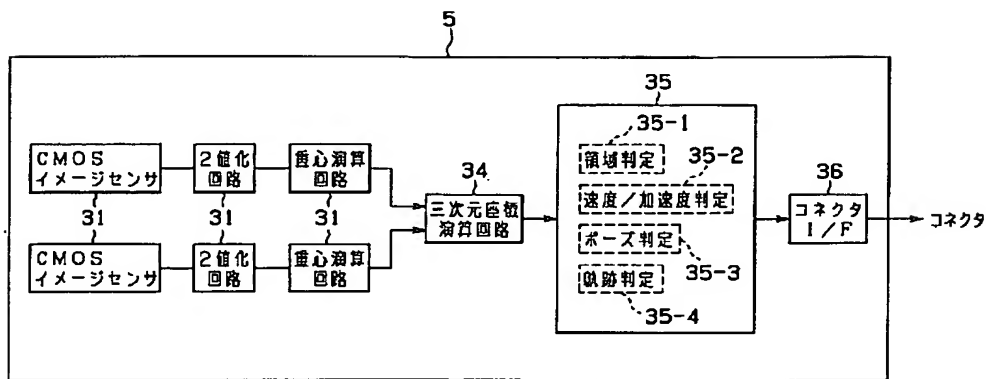 5
35
35-1
領域判定
35-2
速度/加速度判定
ポーズ判定
35-3
軌跡判定
35-4
CMOS
イメージセンサ
2値化
回路
重心演算
回路
31
31
31
CMOS
イメージセンサ
2値化
回路
重心演算
回路
34
三次元座標
演算回路
36
コネクタ
I/F
コネクタ